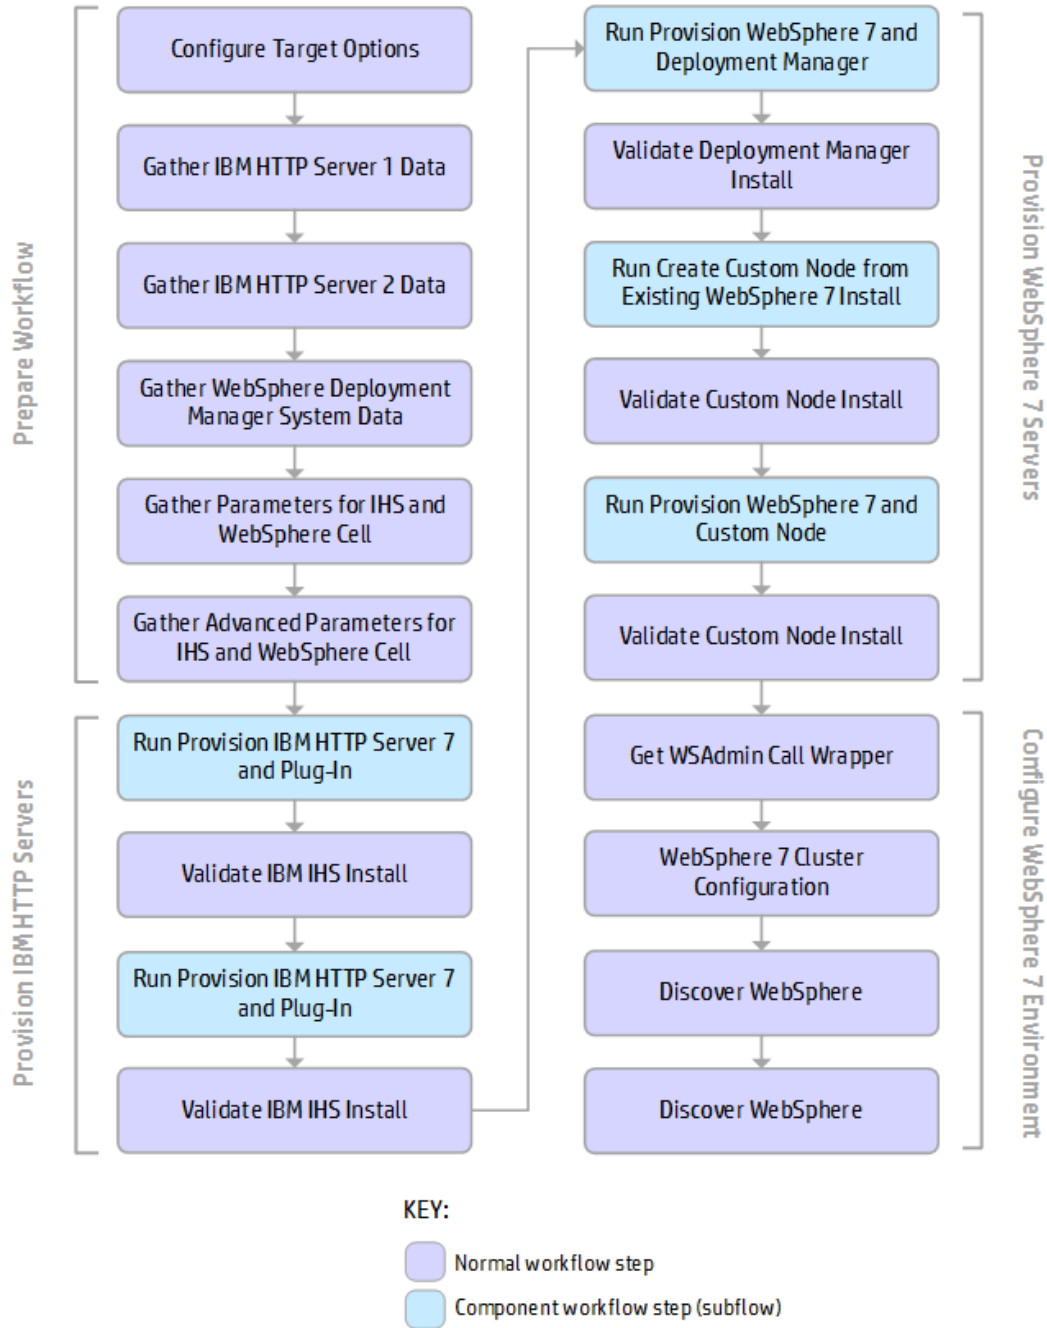 Prepare Workflow
Configure Target Options
Gather IBM HTTP Server 1 Data
Gather IBM HTTP Server 2 Data
Gather WebSphere Deployment
Manager System Data
Gather Parameters for IHS and
WebSphere Cell
Gather Advanced Parameters for
IHS and WebSphere Cell
Provision IBM HTTP Servers
Run Provision IBM HTTP Server 7
and Plug-In
Validate IBM IHS Install
Run Provision IBM HTTP Server 7
and Plug-In
Validate IBM IHS Install
Provision WebSphere 7 Servers
Run Provision WebSphere 7 and
Deployment Manager
Validate Deployment Manager
Install
Run Create Custom Node from
Existing WebSphere 7 Install
Validate Custom Node Install
Run Provision WebSphere 7 and
Custom Node
Validate Custom Node Install
Configure WebSphere 7 Environment
Get WSAdmin Call Wrapper
WebSphere 7 Cluster
Configuration
Discover WebSphere
Discover WebSphere
KEY:
Normal workflow step
Component workflow step (subflow)